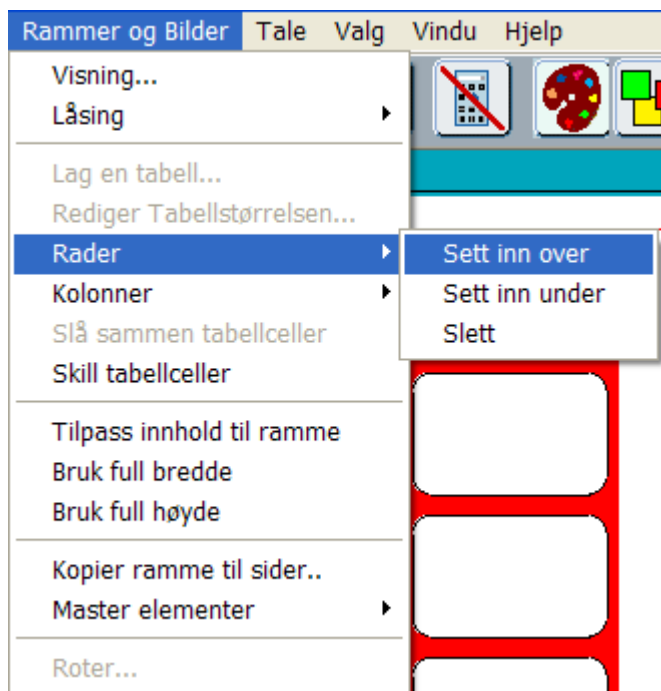 Rammer og Bilder Tale Valg Vindu Hjelp
Visning...
Låsing
Lag en tabell...
Rediger Tabellstørrelsen...
Rader
Sett inn over
Kolonner
Sett inn under
Slå sammen tabellceller
Slett
Skill tabellceller
Tilpass innhold til ramme
Bruk full bredde
Bruk full høyde
Kopier ramme til sider..
Master elementer
Roter...